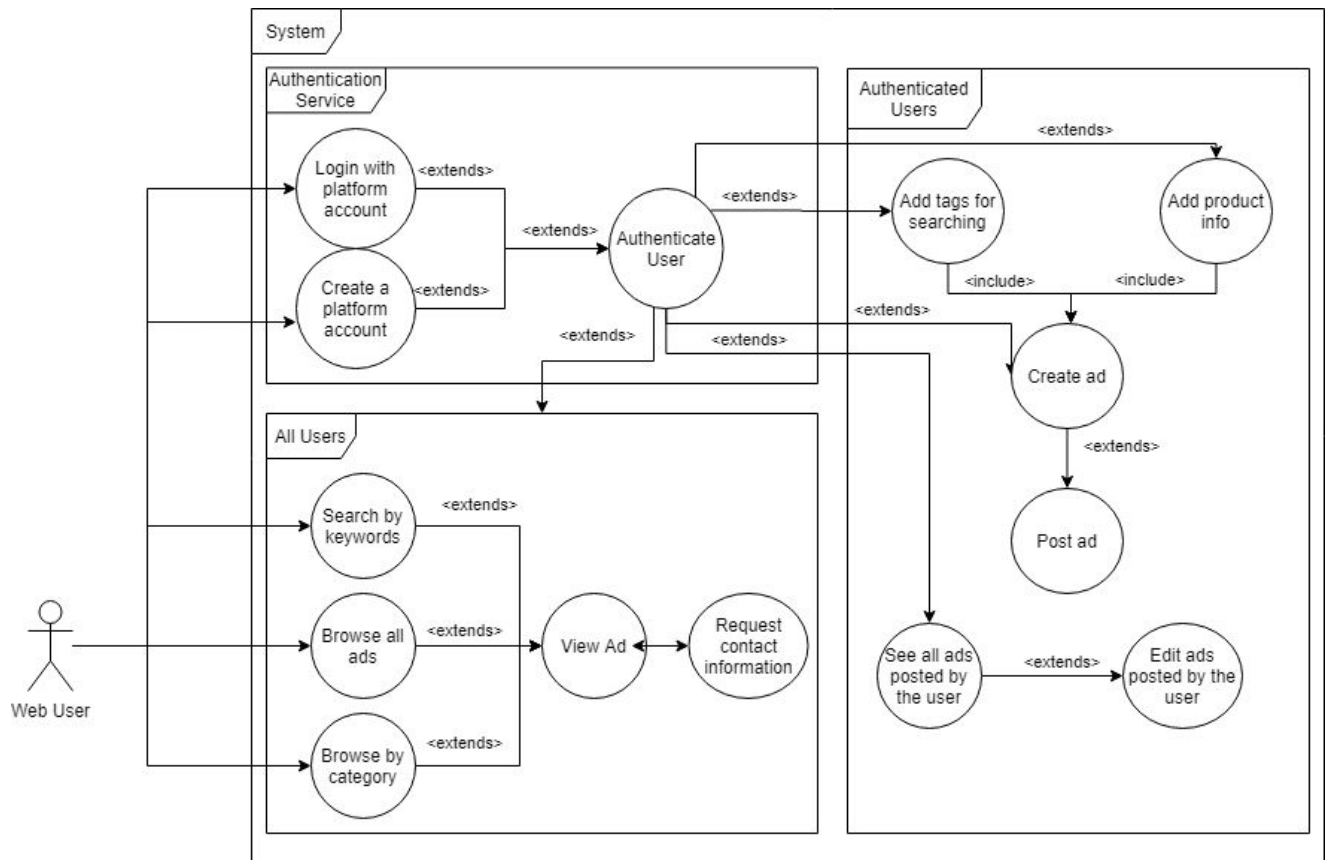 System
Authentication
Service
Authenticated
Users
<extends>
Login with
platform
account
<extends>
<extends>
Add tags for
searching
Add product
info
<extends>
Authenticate
User
Create a
platform
account
<extends>
<include>
<include>
<extends>
<extends>
<extends>
Create ad
All Users
<extends>
Search by
keywords
<extends>
Post ad
Browse all
ads
<extends>
View Ad
Request
contact
information
See all ads
posted by
the user
<extends>
Edit ads
posted by the
user
Web User
Browse by
category
<extends>